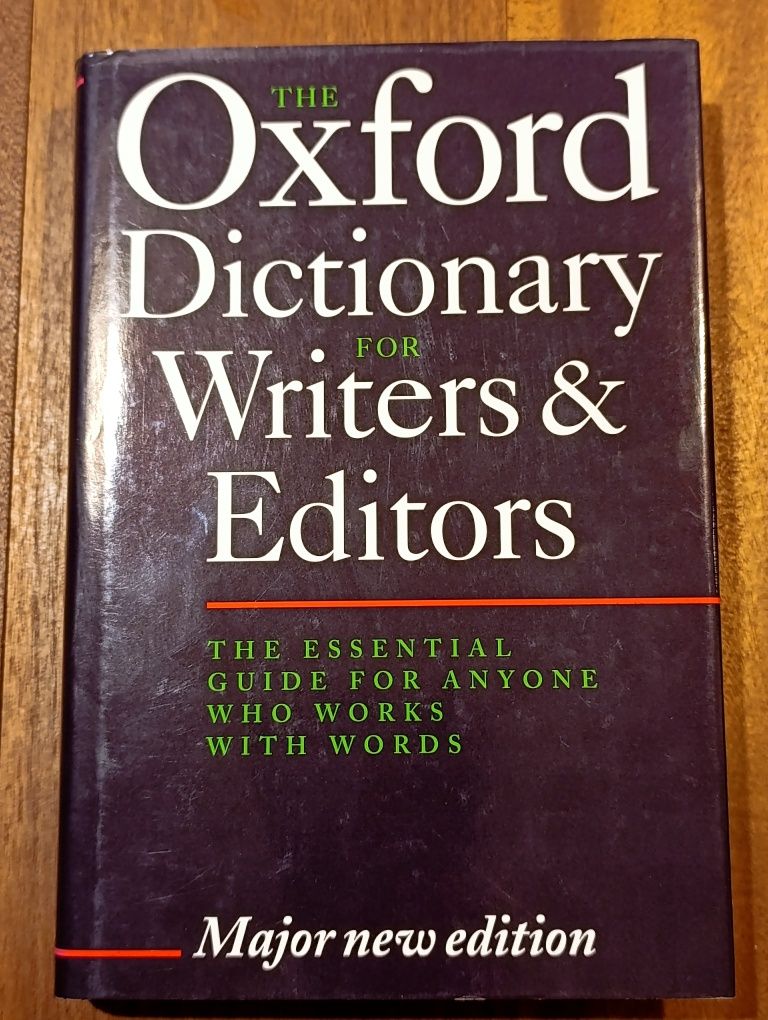 THE
Oxford
Dictionary
FOR
Writers &
Editors
THE ESSENTIAL
GUIDE FOR ANYONE
WHO WORKS
WITH WORDS
Major new edition